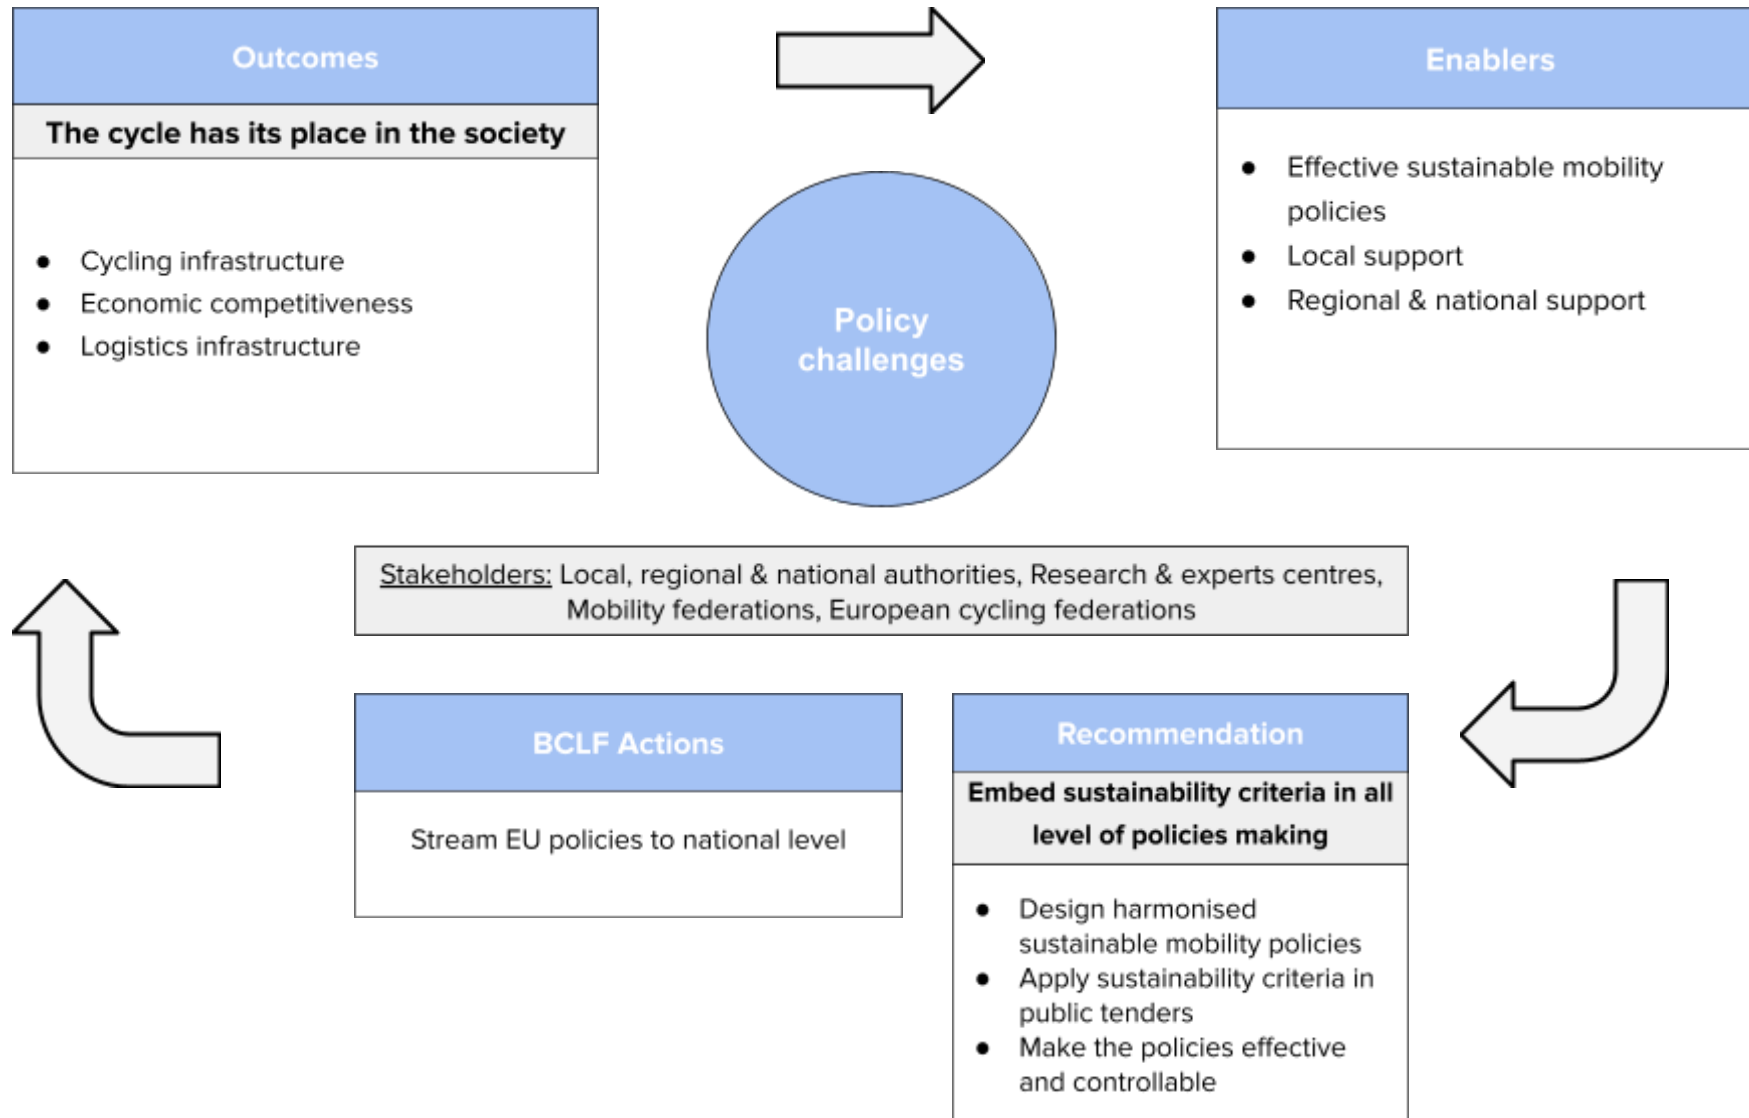 Outcomes
The cycle has its place in the society
● Cycling infrastructure
● Economic competitiveness
● Logistics infrastructure
Policy
challenges
Enablers
● Effective sustainable mobility
policies
● Local support
● Regional & national support
Stakeholders: Local, regional & national authorities, Research & experts centres,
Mobility federations, European cycling federations
BCLF Actions
Stream EU policies to national level
Recommendation
Embed sustainability criteria in all
level of policies making
● Design harmonised
sustainable mobility policies
● Apply sustainability criteria in
public tenders
● Make the policies effective
and controllable